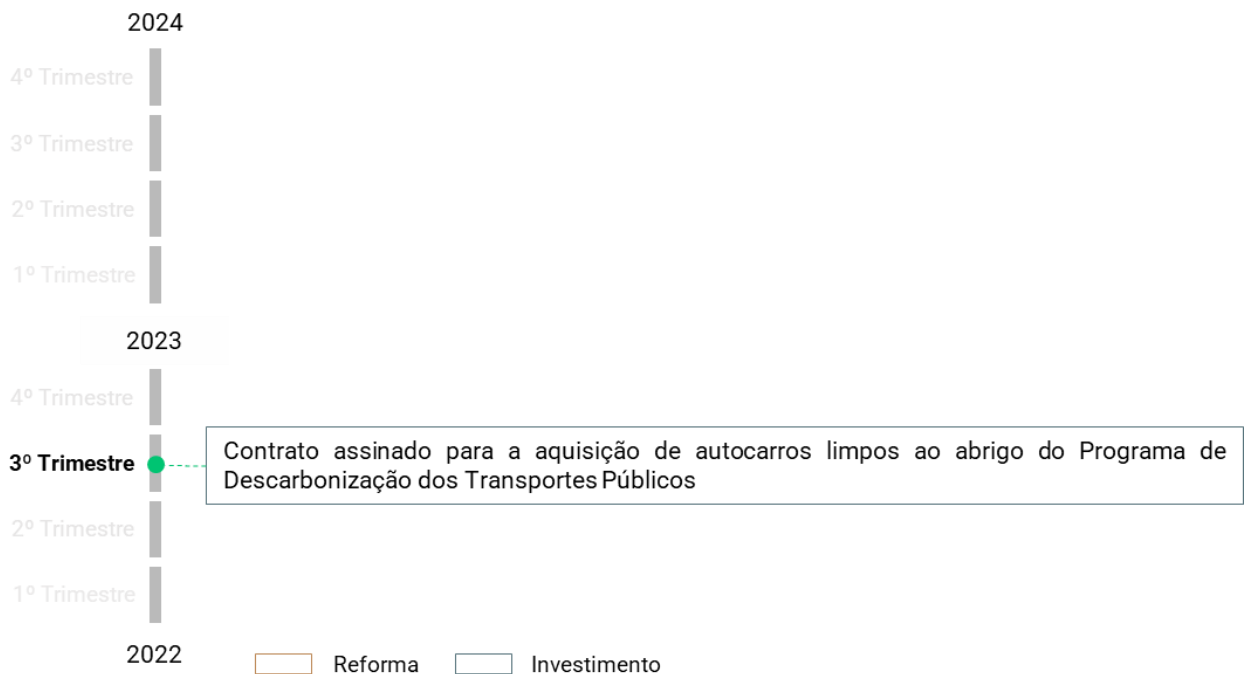 2024
4º Trimestre
3º Trimestre
2º Trimestre
1º Trimestre
2023
4º Trimestre
3º Trimestre
Contrato assinado para a aquisição de autocarros limpos ao abrigo do Programa de
Descarbonização dos Transportes Públicos
2º Trimestre
1º Trimestre
2022
Reforma
Investimento